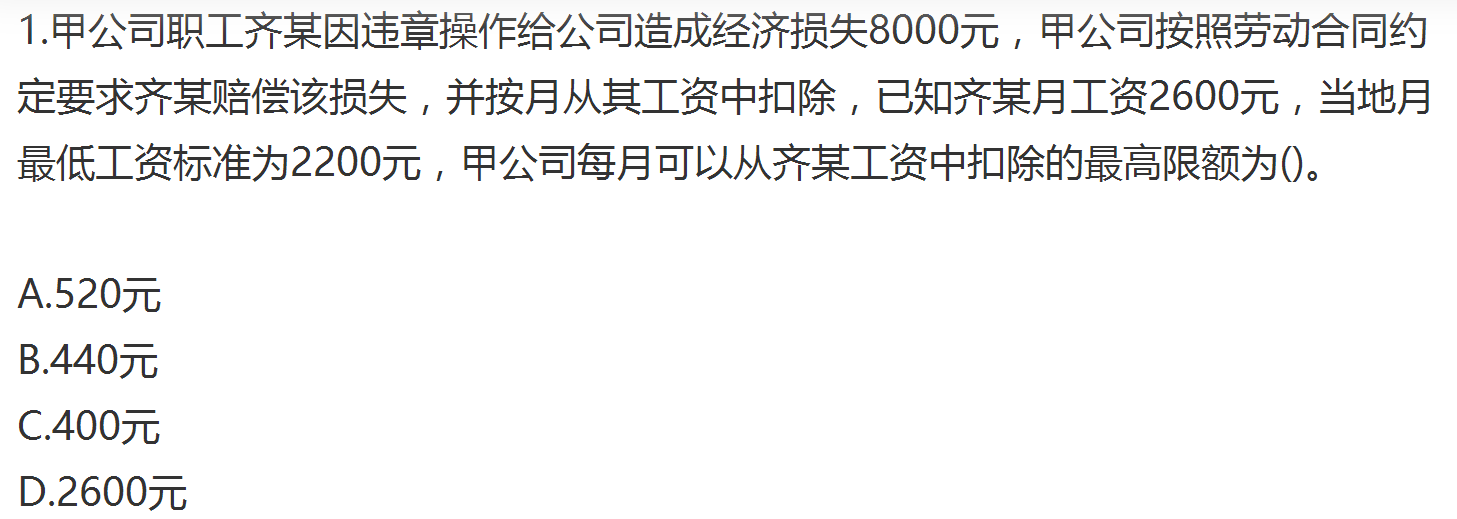 1.甲公司职工齐某因违章操作给公司造成经济损失8000元，甲公司按照劳动合同约
定要求齐某赔偿该损失，并按月从其工资中扣除，已知齐某月工资2600元，当地月
最低工资标准为2200元，甲公司每月可以从齐某工资中扣除的最高限额为()。
A.520元
B.440元
C.400元
D.2600元